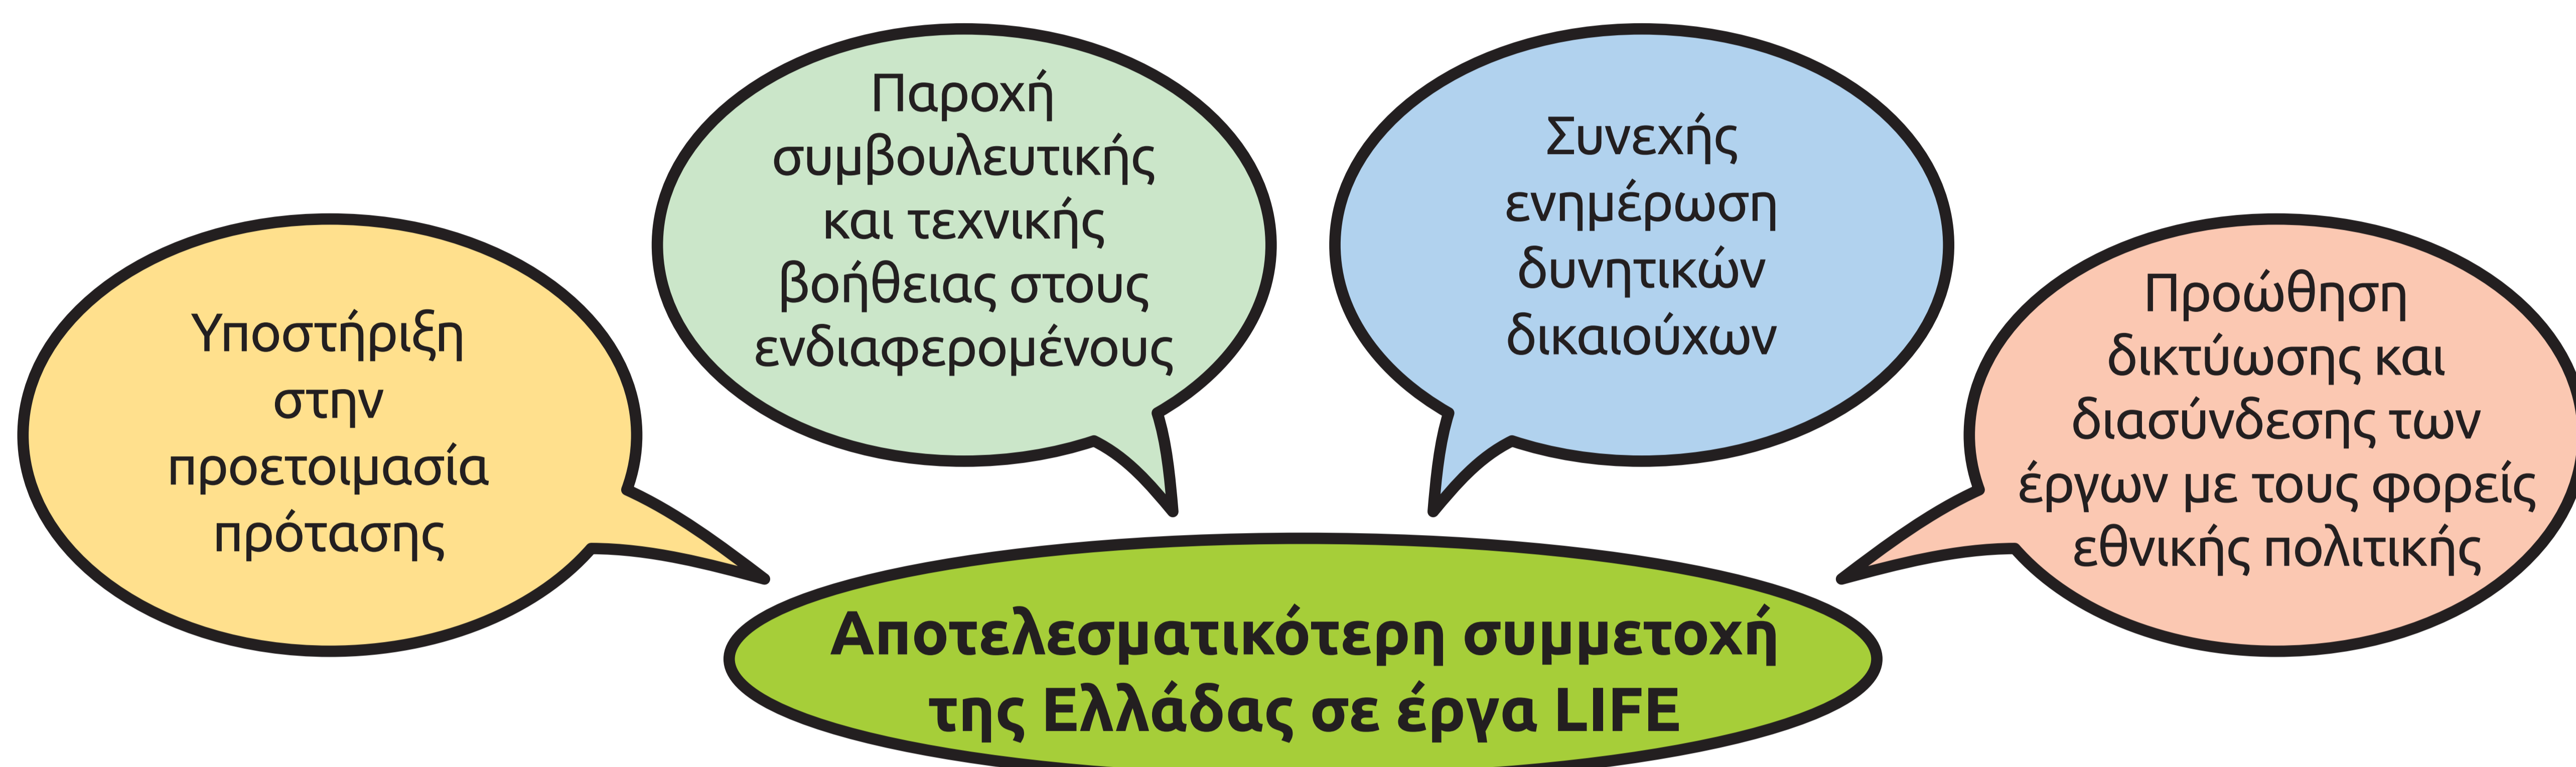 Υποστήριξη
στην
προετοιμασία
πρότασης
Παροχή
συμβουλευτικής
και τεχνικής
βοήθειας στους
ενδιαφερομένους
Συνεχής
ενημέρωση
δυνητικών
δικαιούχων
Προώθηση
δικτύωσης και
διασύνδεσης των
έργων με τους φορείς
εθνικής πολιτικής
Αποτελεσματικότερη συμμετοχή
της Ελλάδας σε έργα LIFE